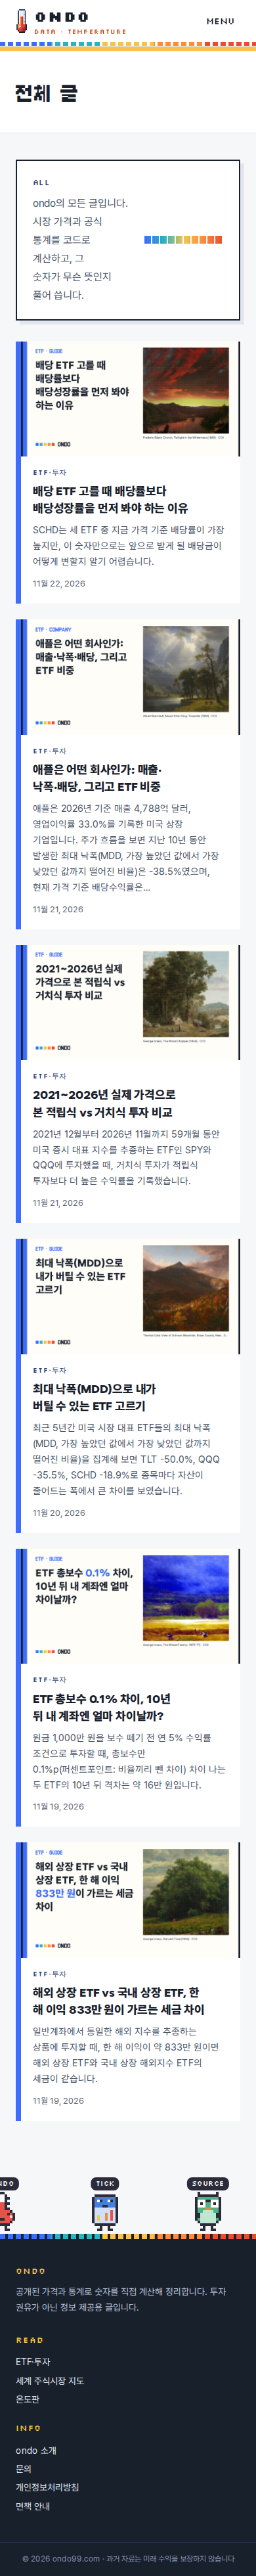 ONDO
DATA · TEMPERATURE
MENU
전체 글
ALL
ondo의 모든 글입니다.
시장 가격과 공식
통계를 코드로
계산하고, 그
숫자가 무슨 뜻인지
풀어 씁니다.
ETF · GUIDE
배당 ETF 고를 때
배당률보다
배당성장률을 먼저 봐야
하는 이유
ONDO
ETF·투자
배당 ETF 고를 때 배당률보다
배당성장률을 먼저 봐야 하는 이유
SCHD는 세 ETF 중 지금 가격 기준 배당률이 가장
높지만, 이 숫자만으로는 앞으로 받게 될 배당금이
어떻게 변할지 알기 어렵습니다.
11월 22, 2026
ETF · COMPANY
애플은 어떤 회사인가:
매출·낙폭·배당, 그리고
ETF 비중
ONDO
ETF·투자
애플은 어떤 회사인가: 매출·
낙폭·배당, 그리고 ETF 비중
애플은 2026년 기준 매출 4,788억 달러,
영업이익률 33.0%를 기록한 미국 상장
기업입니다. 주가 흐름을 보면 지난 10년 동안
발생한 최대 낙폭(MDD, 가장 높았던 값에서 가장
낮았던 값까지 떨어진 비율)은 -38.5%였으며,
현재 가격 기준 배당수익률은...
11월 21, 2026
ETF · GUIDE
2021~2026년 실제
가격으로 본 적립식 vs
거치식 투자 비교
ONDO
ETF·투자
2021~2026년 실제 가격으로
본 적립식 vs 거치식 투자 비교
2021년 12월부터 2026년 11월까지 59개월 동안
미국 증시 대표 지수를 추종하는 ETF인 SPY와
QQQ에 투자했을 때, 거치식 투자가 적립식
투자보다 더 높은 수익률을 기록했습니다.
11월 21, 2026
ETF · GUIDE
최대 낙폭(MDD)으로
내가 버틸 수 있는 ETF
고르기
ONDO
ETF·투자
최대 낙폭(MDD)으로 내가
버틸 수 있는 ETF 고르기
최근 5년간 미국 시장 대표 ETF들의 최대 낙폭
(MDD, 가장 높았던 값에서 가장 낮았던 값까지
떨어진 비율)을 집계해 보면 TLT -50.0%, QQQ
-35.5%, SCHD -18.9%로 종목마다 자산이
줄어드는 폭에서 큰 차이를 보였습니다.
11월 20, 2026
ETF · GUIDE
ETF 총보수 0.1% 차이,
10년 뒤 내 계좌엔 얼마
차이날까?
ONDO
ETF·투자
ETF 총보수 0.1% 차이, 10년
뒤 내 계좌엔 얼마 차이날까?
원금 1,000만 원을 보수 떼기 전 연 5% 수익률
조건으로 투자할 때, 총보수만
0.1%p(퍼센트포인트: 비율끼리 뺀 차이) 차이 나는
두 ETF의 10년 뒤 격차는 약 16만 원입니다.
11월 19, 2026
ETF · GUIDE
해외 상장 ETF vs 국내
상장 ETF, 한 해 이익
833만 원이 가르는 세금
차이
ONDO
ETF·투자
해외 상장 ETF vs 국내 상장 ETF, 한
해 이익 833만 원이 가르는 세금 차이
일반계좌에서 동일한 해외 지수를 추종하는
상품에 투자할 때, 한 해 이익이 약 833만 원이면
해외 상장 ETF와 국내 상장 해외지수 ETF의
세금이 같습니다.
11월 19, 2026
TICK
SOURCE
ONDO
공개된 가격과 통계로 숫자를 직접 계산해 정리합니다. 투자
권유가 아닌 정보 제공용 글입니다.
READ
ETF·투자
세계 주식시장 지도
온도판
INFO
ondo 소개
문의
개인정보처리방침
면책 안내
© 2026 ondo99.com · 과거 자료는 미래 수익을 보장하지 않습니다